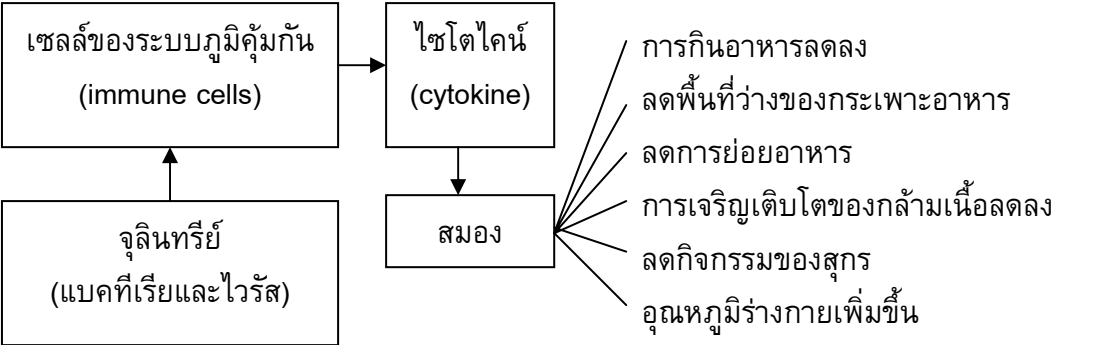 เซลล์ของระบบภูมิคุ้มกัน
(immune cells)
ไซโตไคน์
(cytokine)
จุลินทรีย์
(แบคทีเรียและไวรัส)
สมอง
การกินอาหารลดลง
ลดพื้นที่ว่างของกระเพาะอาหาร
ลดการย่อยอาหาร
การเจริญเติบโตของกล้ามเนื้อลดลง
ลดกิจกรรมของสุกร
อุณหภูมิร่างกายเพิ่มขึ้น